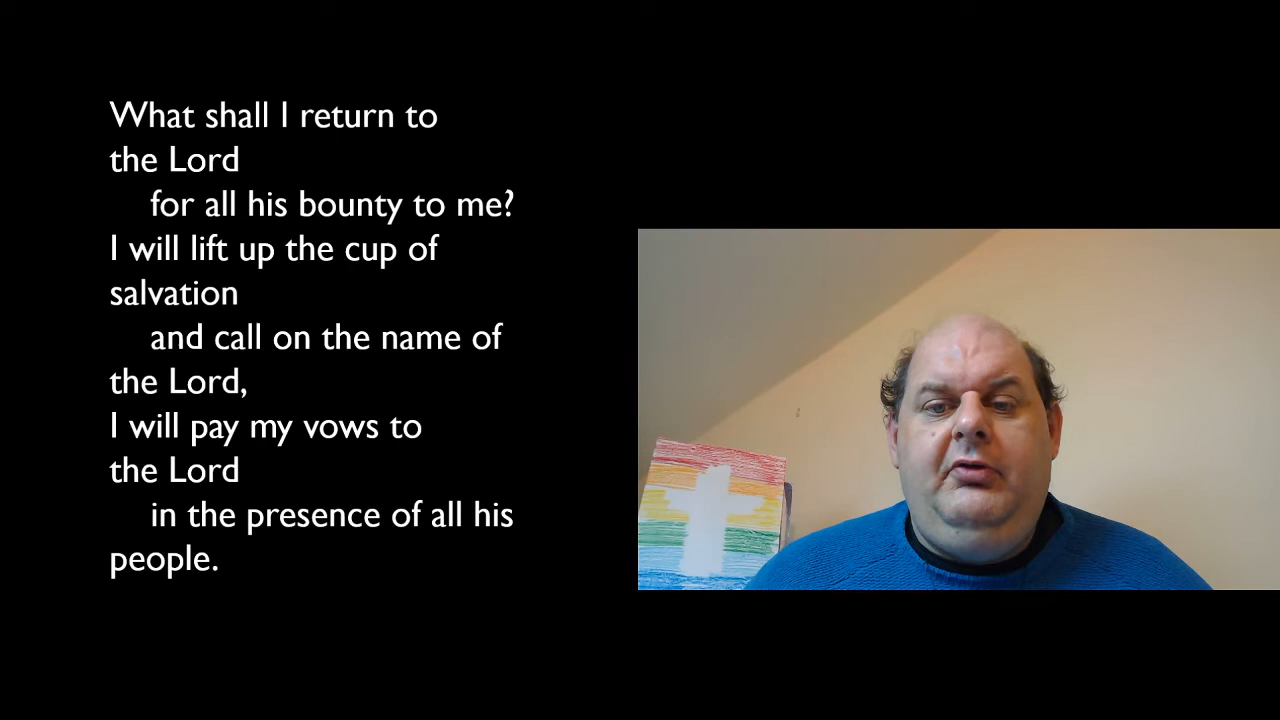 What shall I return to
the Lord
for all his bounty to me?
I will lift up the cup of
salvation
and call on the name of
the Lord,
I will pay my vows to
the Lord
in the presence of all his
people.